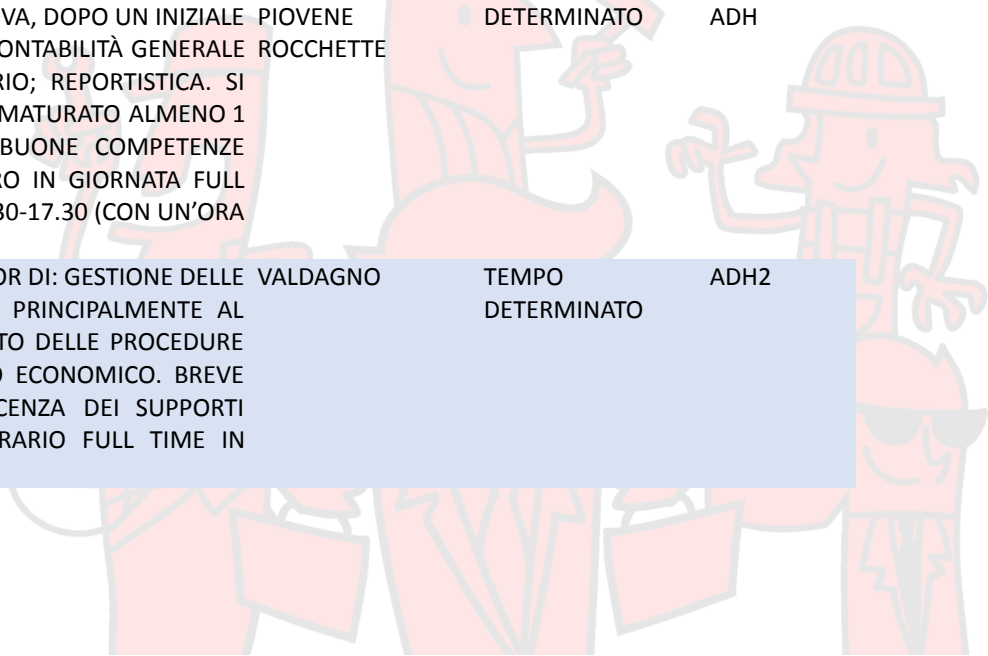 VA, DOPO UN INIZIALE PIOVENE DETERMINATO ADH
ONTABILITÀ GENERALE ROCCHETTE
RIO; REPORTISTICA. SI
MATURATO ALMENO 1
BUONE COMPETENZE
RO IN GIORNATA FULL
30-17.30 (CON UN'ORA
OR DI: GESTIONE DELLE VALDAGNO TEMPO ADH2
PRINCIPALMENTE AL DETERMINATO
TO DELLE PROCEDURE
O ECONOMICO. BREVE
CENZA DEI SUPPORTI
RARIO FULL TIME IN